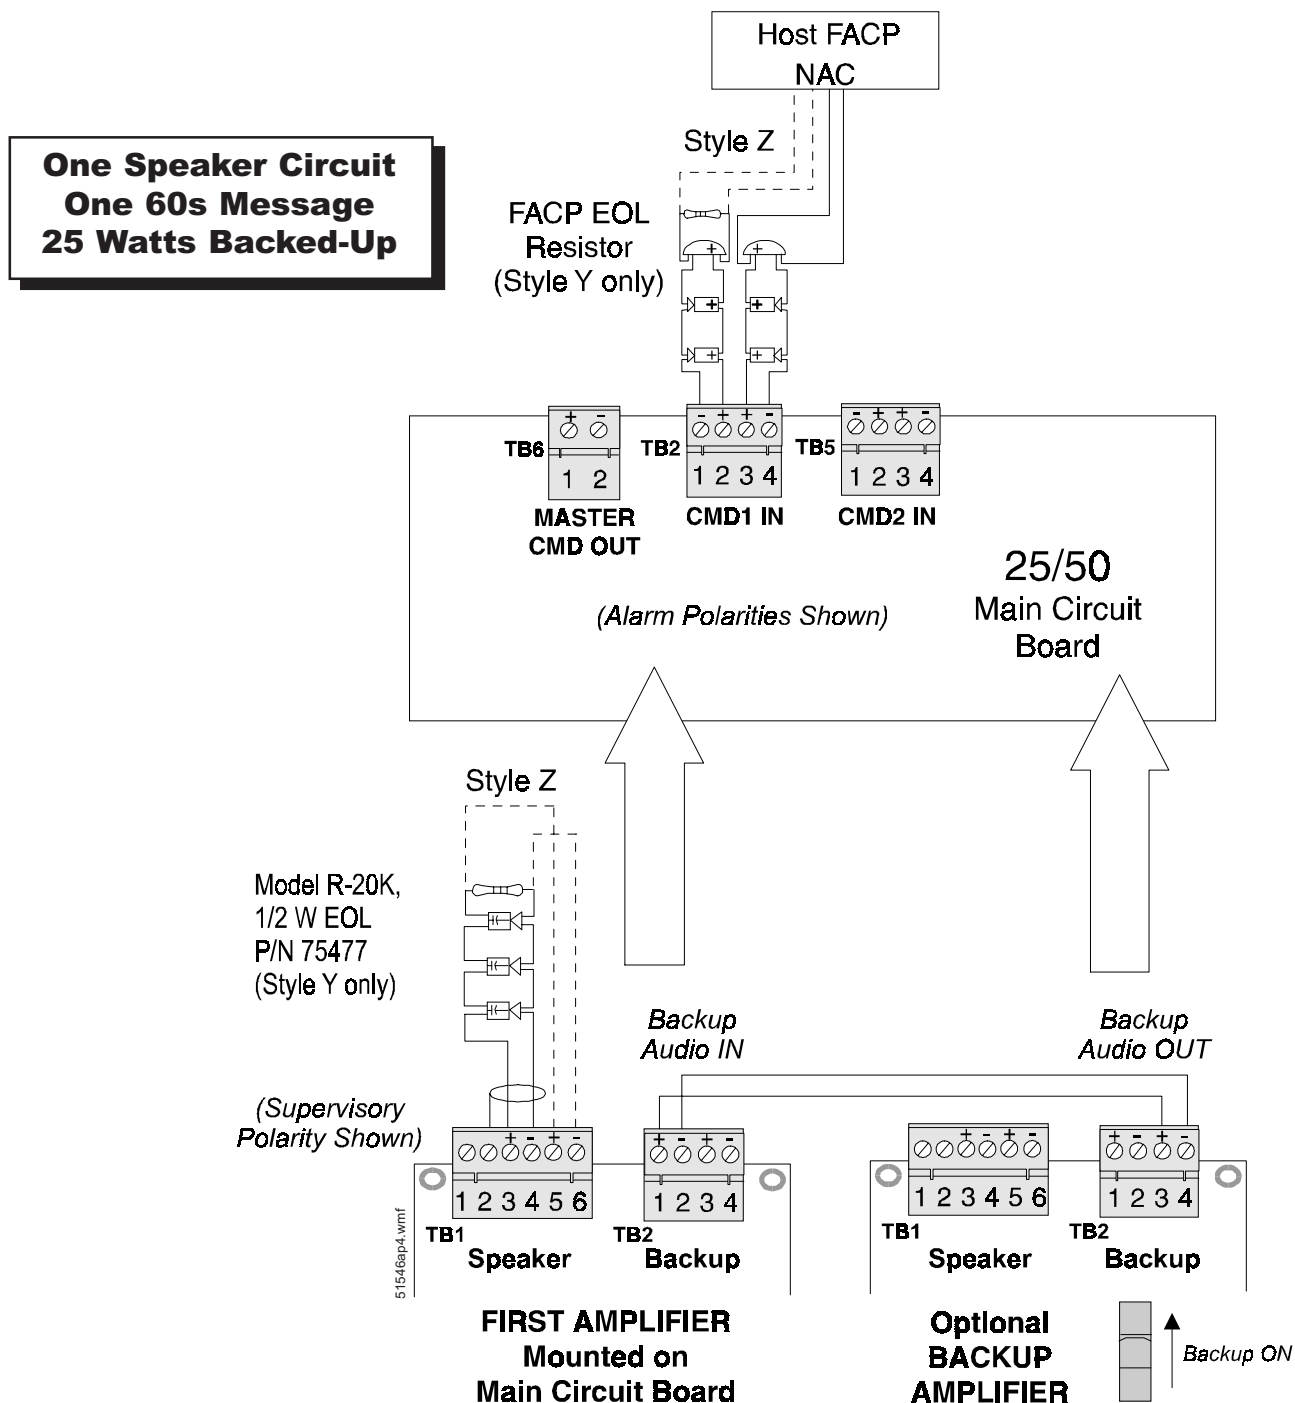 Host FACP
NAC
One Speaker Circuit
One 60s Message
25 Watts Backed-Up
Style Z
FACP EOL
Resistor
(Style Y only)
+ +
+ +
+ +
+ - - + + - - + + -
TB6 TB2 TB5
1 2 1 2 3 4 1 2 3 4
MASTER
CMD OUT
CMD1 IN
CMD2 IN
25/50
Main Circuit
Board
(Alarm Polarities Shown)
Style Z
Model R-20K,
1/2 W EOL
P/N 75477
(Style Y only)
Backup
Audio IN
Backup
Audio OUT
(Supervisory
Polarity Shown)
+ - + - + - + - + - + - + - + -
1 2 3 4 5 6 1 2 3 4 1 2 3 4 5 6 1 2 3 4
TB1 TB2 TB1 TB2
Speaker Backup Speaker Backup
51546ap4.wmf
FIRST AMPLIFIER
Mounted on
Main Circuit Board
Optional
BACKUP
AMPLIFIER
Backup ON